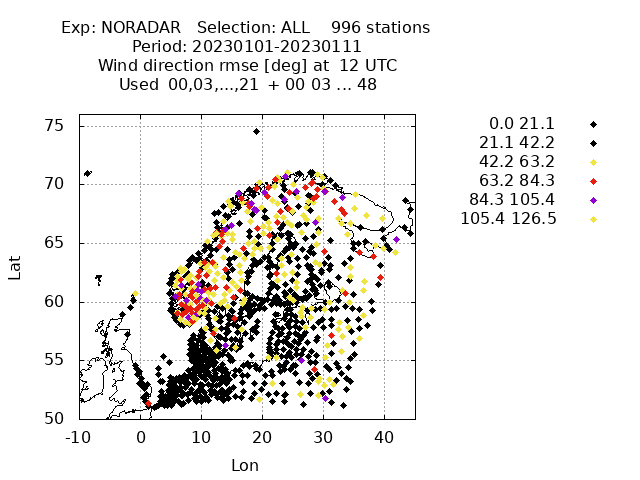 Exp: NORADAR   Selection: ALL    996 stations
Period: 20230101-20230111
Wind direction rmse [deg] at  12 UTC
Used  00,03,...,21  + 00 03 ... 48
0.0 21.1
21.1 42.2
42.2 63.2
63.2 84.3
84.3 105.4
105.4 126.5
75
70
65
60
55
50
Lat
-10 0 10 20 30 40
Lon